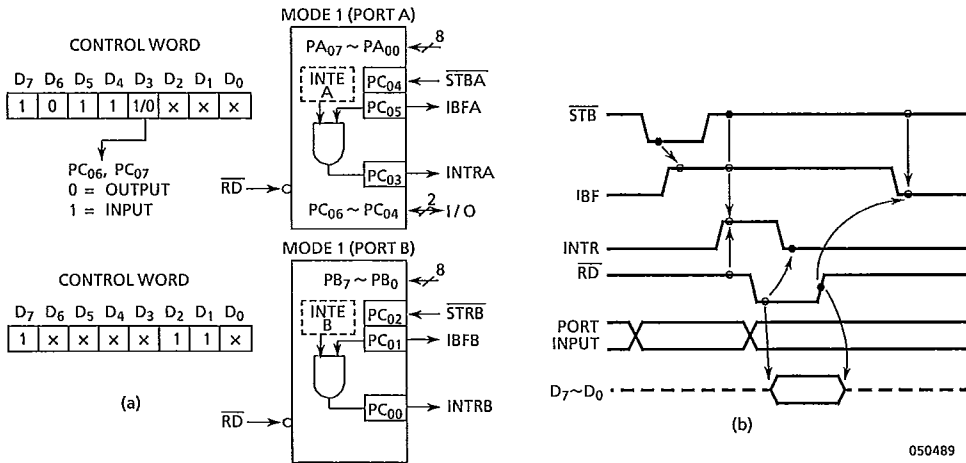 MODE 1 (PORT A)
CONTROL WORD
D7 D6 D5 D4 D3 D2 D1 D0
1 0 1 1 1/0 × × ×
PC06, PC07
0 = OUTPUT
1 = INPUT
PA07 ~ PA00
8
INTE
A
PC04
STBA
PC05
IBFA
PC03
INTRA
RD
PC06 ~ PC04
2
I/O
MODE 1 (PORT B)
CONTROL WORD
D7 D6 D5 D4 D3 D2 D1 D0
1 × × × × 1 1 ×
(a)
PB7 ~ PB0
8
INTE
B
PC02
STRB
PC01
IBFB
PC00
INTRB
RD
STB
IBF
INTR
RD
PORT
INPUT
D7~D0
(b)
050489